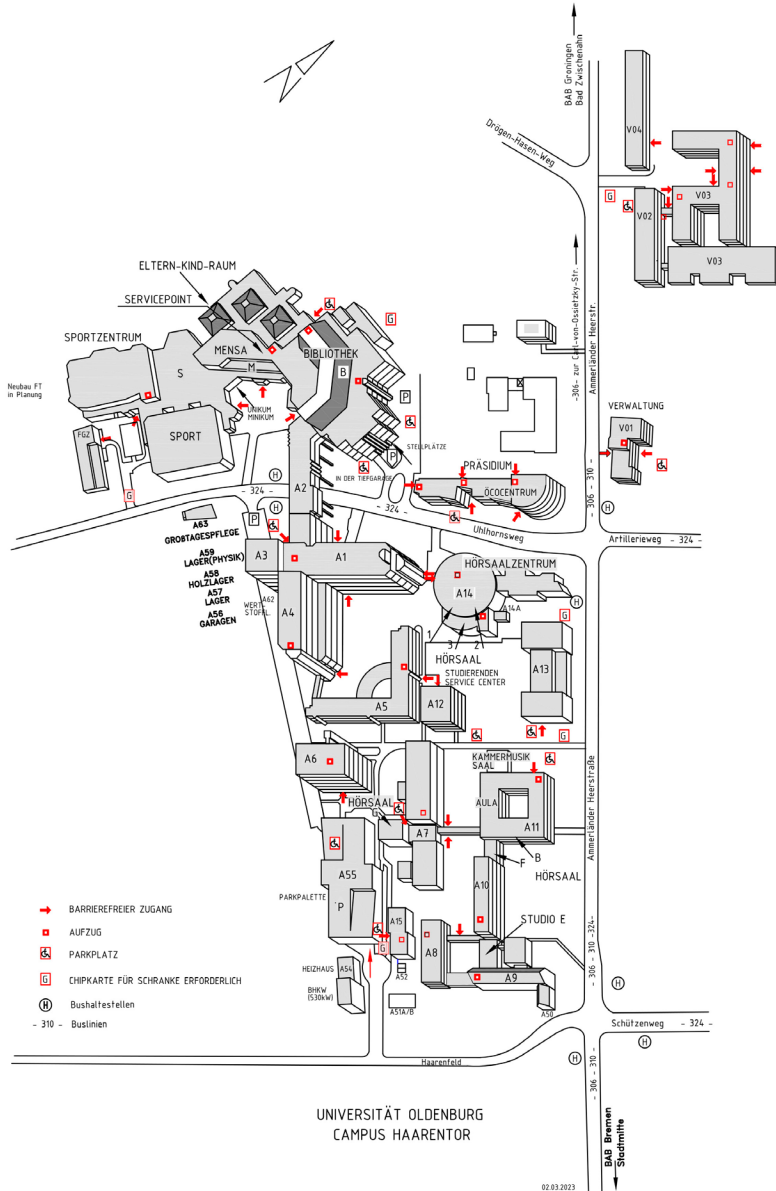 BAB Groningen
Bad Zwischenahn
Drögen-Hasen-Weg
V04
V03
V02
V03
G
-306- zur Carl-von-Ossietzky-Str.
Ammerländer Heerstr.
ELTERN-KIND-RAUM
SERVICEPOINT
SPORTZENTRUM
MENSA
M
BIBLIOTHEK
B
G
S
Neubau FT
in Planung
UNIKUM
MINIKUM
P
FGZ
SPORT
STELLPLÄTZE
P
IN DER TIEFGARAGE
VERWALTUNG
V01
PRÄSIDIUM
ÖCOCENTRUM
- 306 - 310 -
H
G
- 324 -
H
A2
- 324 -
Uhlhornsweg
Artillerieweg - 324 -
H
H
P
A63
GROßTAGESPFLEGE
A59
LAGER(PHYSIK)
A58
HOLZLAGER
A57
LAGER
A56
GARAGEN
A3
A1
A62
WERT-
STOFFL.
A4
HÖRSAALZENTRUM
A14
A14A
H
G
1
3
2
HÖRSAAL
STUDIERENDEN
SERVICE CENTER
A13
A5
A12
G
A6
KAMMERMUSIK
SAAL
HÖRSAAL
G
AULA
A11
A7
B
F
HÖRSAAL
Ammerländer Heerstraße
A55
P
PARKPALETTE
A10
STUDIO E
A15
G
A8
A9
A52
A54
HEIZHAUS
BHKW
(530kW)
A51A/B
A50
- 306 - 310 -324-
H
Schützenweg - 324 -
H
H
Haarenfeld
- 306 - 310 -
BARRIEREFREIER ZUGANG
AUFZUG
PARKPLATZ
G CHIPKARTE FÜR SCHRANKE ERFORDERLICH
H Bushaltestellen
- 310 - Buslinien
UNIVERSITÄT OLDENBURG
CAMPUS HAARENTOR
BAB Bremen
Stadtmitte
02.03.2023